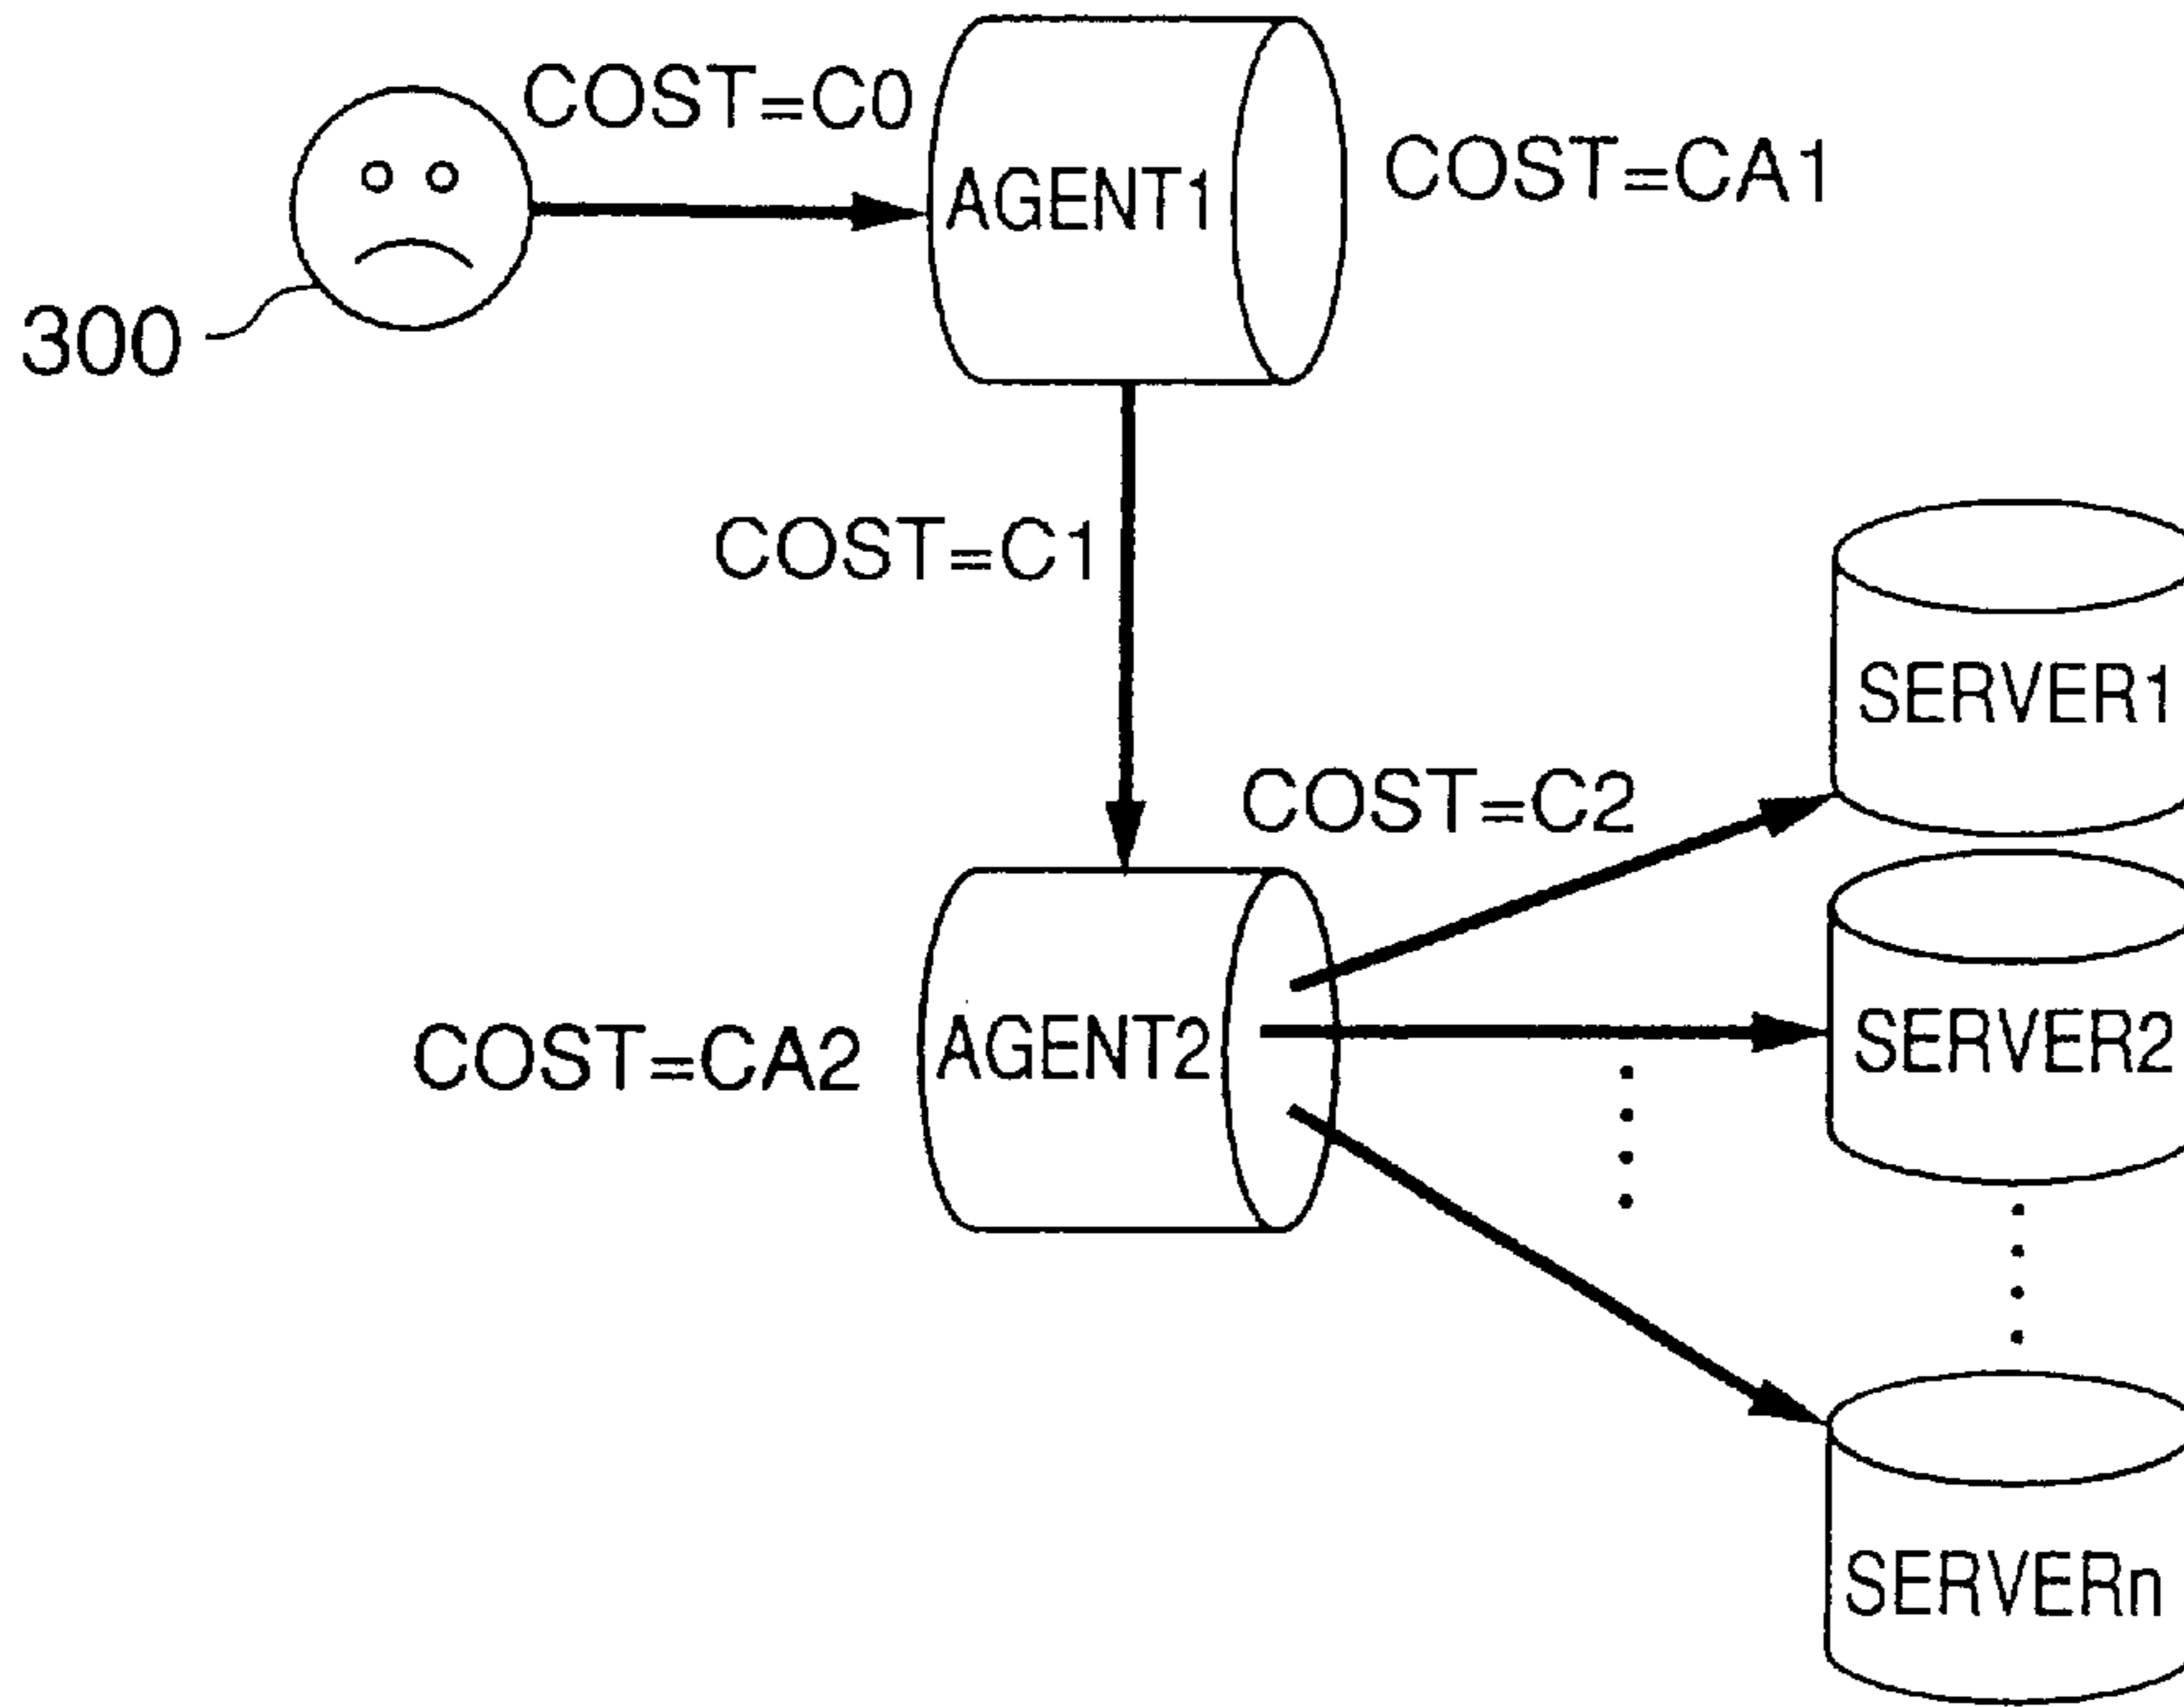 COST=C0
AGENT1
COST=CA1
300
COST=C1
SERVER1
COST=C2
AGENT2
SERVER2
COST=CA2
SERVERn